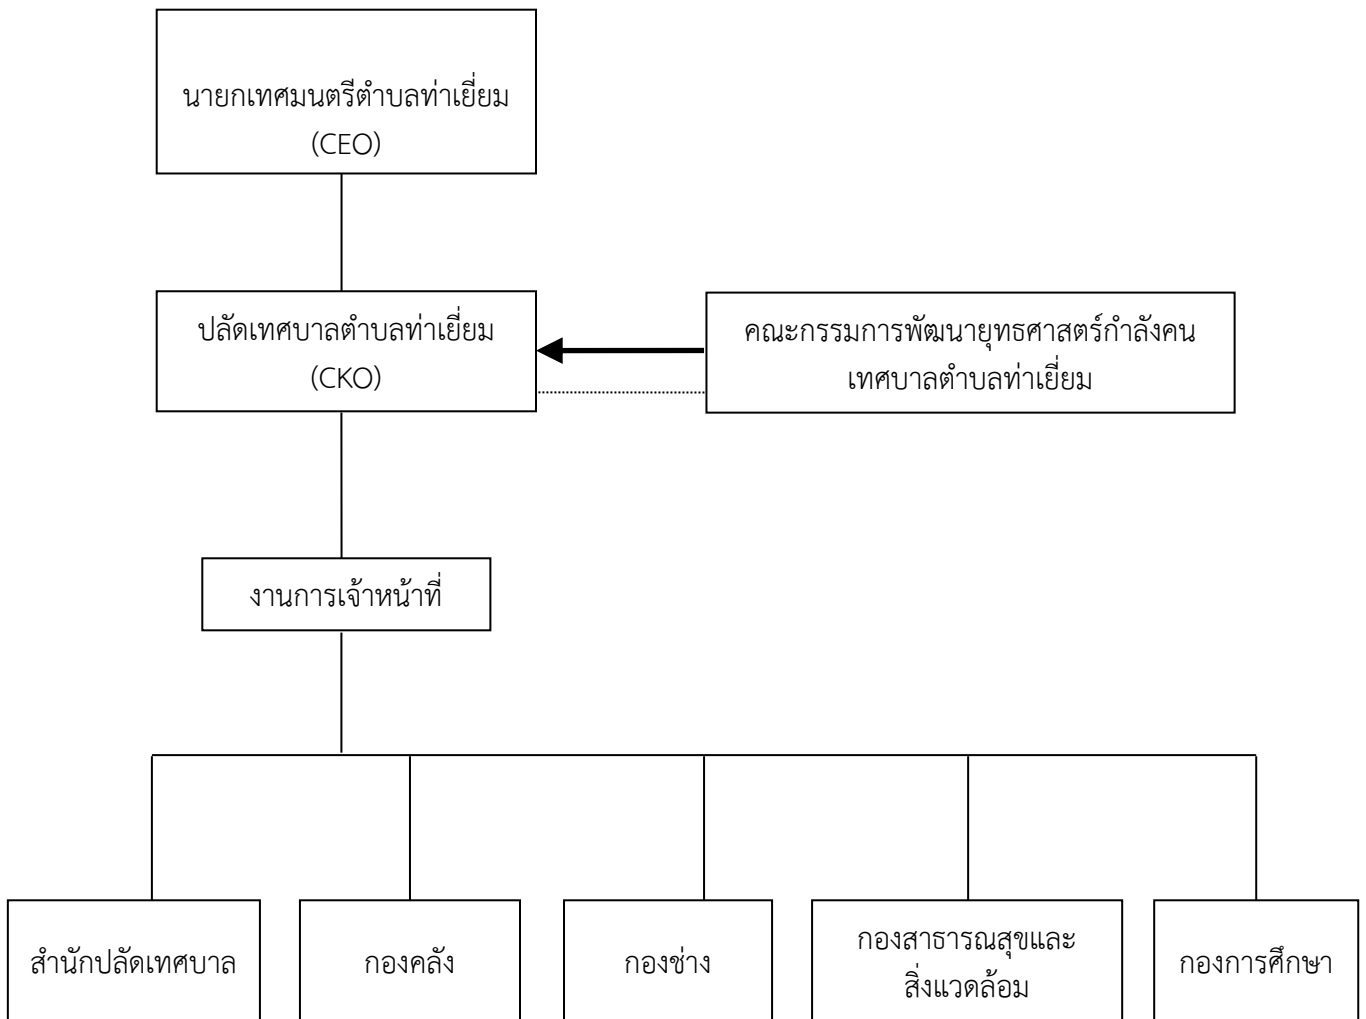 นายกเทศมนตรีตำบลท่าเยี่ยม
(CEO)
ปลัดเทศบาลตำบลท่าเยี่ยม
(CKO)
คณะกรรมการพัฒนายุทธศาสตร์กำลังคน
เทศบาลตำบลท่าเยี่ยม
งานการเจ้าหน้าที่
สำนักปลัดเทศบาล
กองคลัง
กองช่าง
กองสาธารณสุขและ
สิ่งแวดล้อม
กองการศึกษา